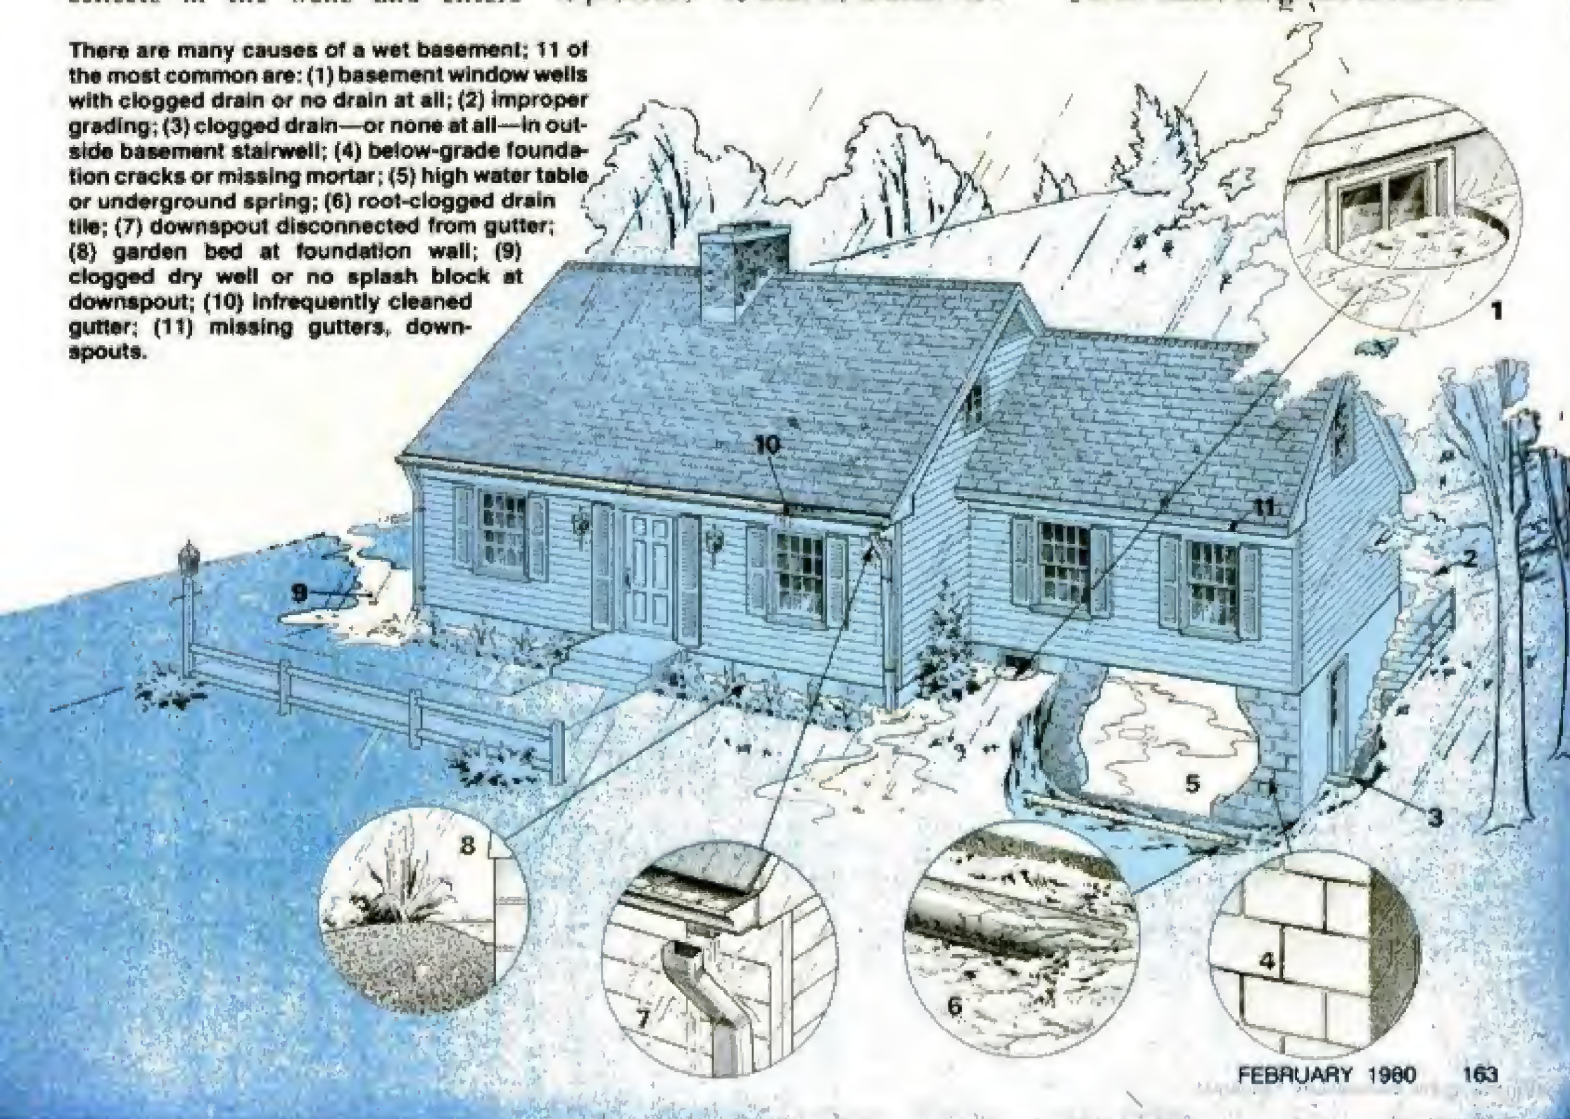 There are many causes of a wet basement; 11 of
the most common are: (1) basement window wells
with clogged drain or no drain at all; (2) improper
grading; (3) clogged drain—or none at all—in out-
side basement stairwell; (4) below-grade founda-
tion cracks or missing mortar; (5) high water table
or underground spring; (6) root-clogged drain
tile; (7) downspout disconnected from gutter;
(8) garden bed at foundation wall; (9)
clogged dry well or no splash block at
downspout; (10) infrequently cleaned
gutter; (11) missing gutters, down-
spouts.
1
10
11
2
9
5
3
8
4
6
7
FEBRUARY 1980 163